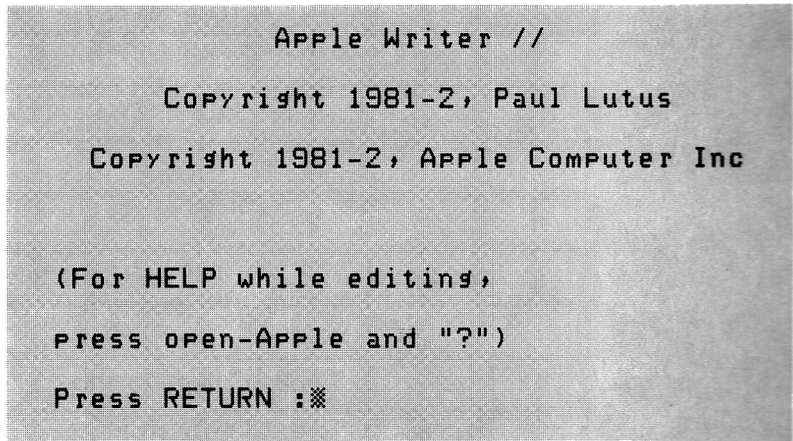 Apple Writer //
Copyright 1981-2, Paul Lutus
Copyright 1981-2, Apple Computer Inc
(For HELP while editing,
press open-Apple and "?")
Press RETURN :